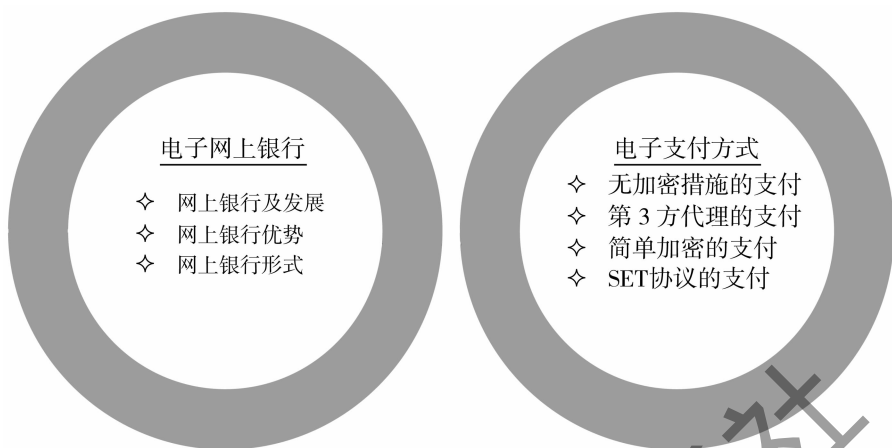 电子网上银行
✧ 网上银行及发展
✧ 网上银行优势
✧ 网上银行形式
电子支付方式
✧ 无加密措施的支付
✧ 第3方代理的支付
✧ 简单加密的支付
✧ SET协议的支付
社